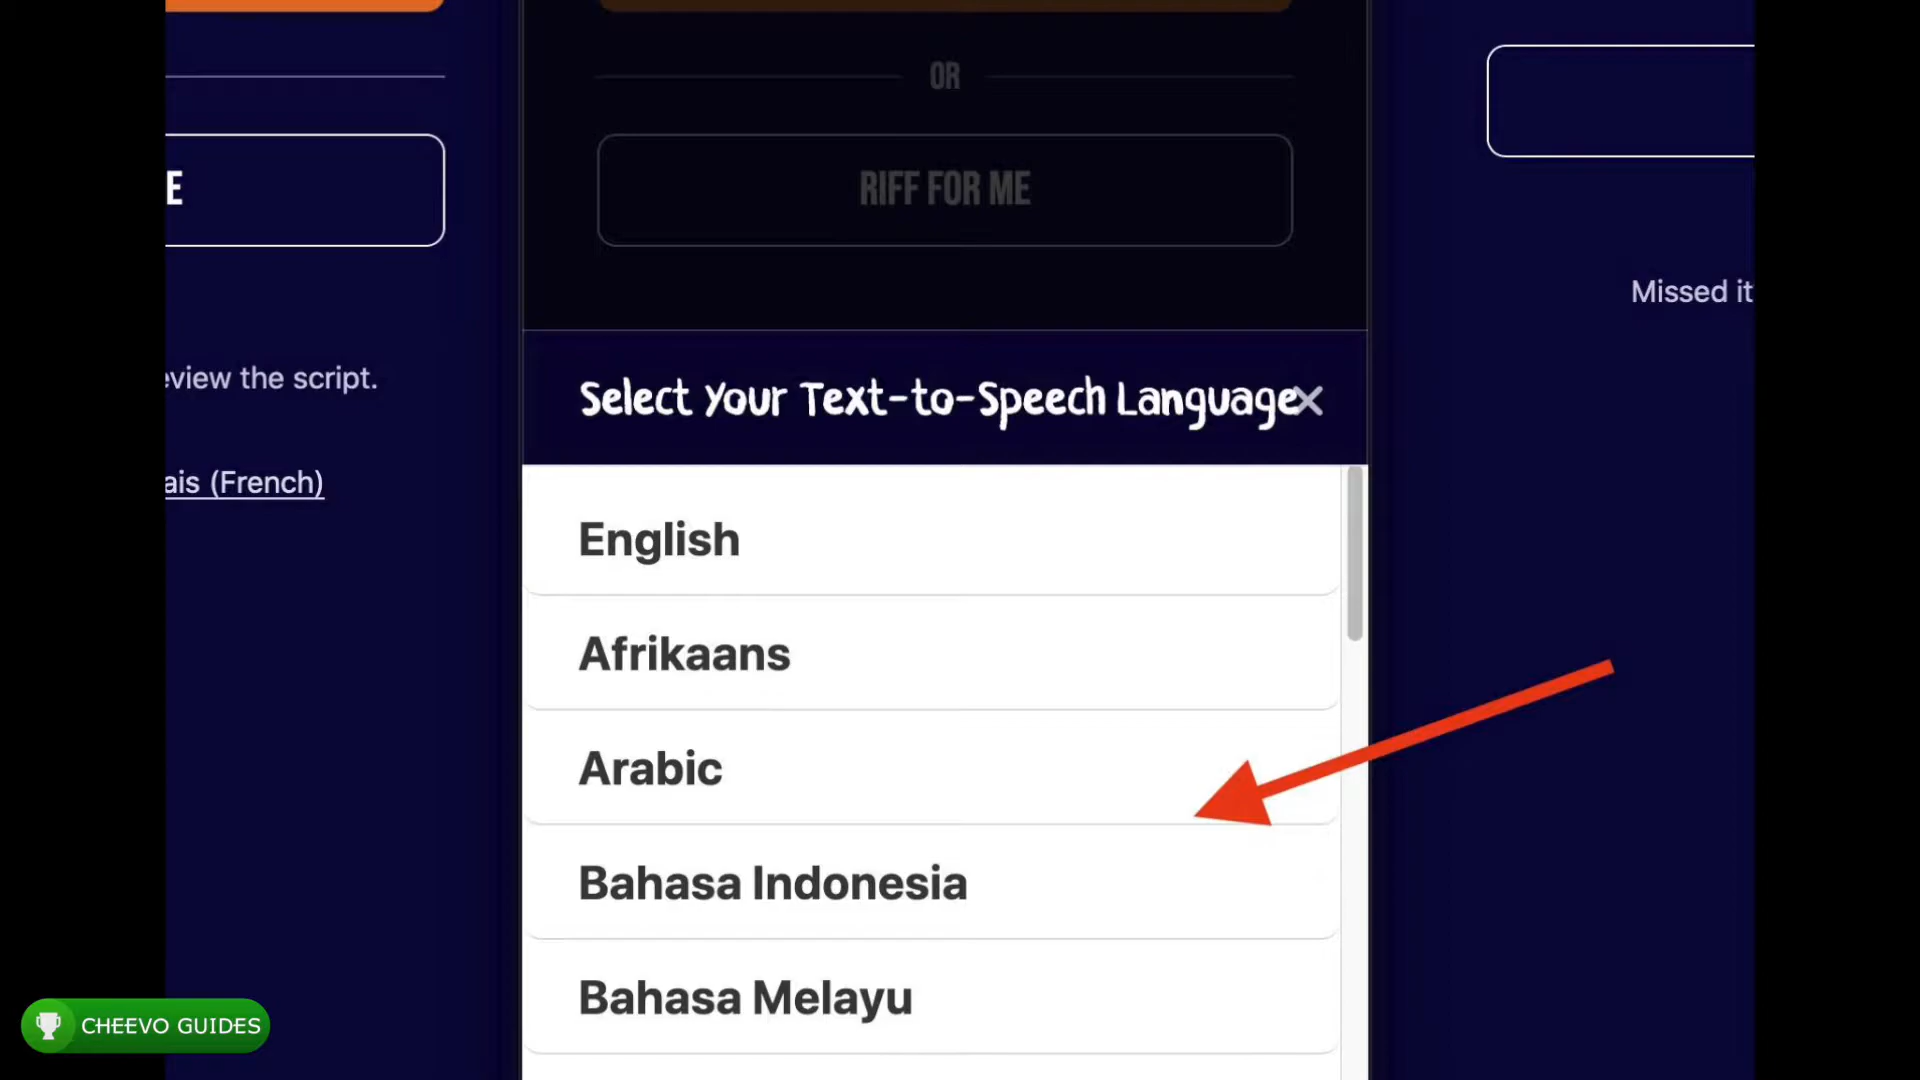 OR
E
RIFF FOR ME
Missed it
eview the script.
Select Your Text-to-Speech Language
ais (French)
English
Afrikaans
Arabic
Bahasa Indonesia
Bahasa Melayu
CHEEVO GUIDES